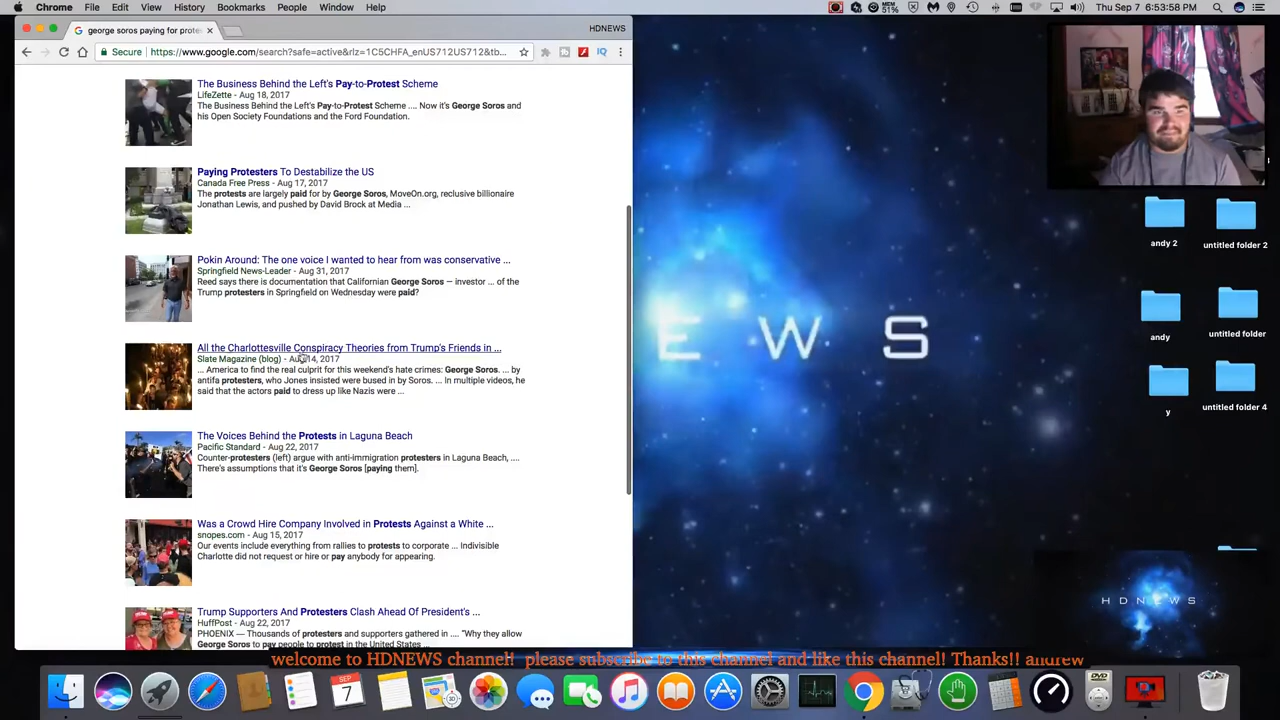 Chrome File Edit View History Bookmarks People Window Help
MEM 51%
Thu Sep 7 6:53:58 PM
george soros paying for protes
HDNEWS
Secure https://www.google.com/search?safe=active&rlz=1C5CHFA_enUS712US712&tb...
The Business Behind the Left's Pay-to-Protest Scheme
LifeZette - Aug 18, 2017
The Business Behind the Left's Pay-to-Protest Scheme .... Now it's George Soros and
his Open Society Foundations and the Ford Foundation.
Paying Protesters To Destabilize the US
Canada Free Press - Aug 17, 2017
The protests are largely paid for by George Soros, MoveOn.org, reclusive billionaire
Jonathan Lewis, and pushed by David Brock at Media ...
Pokin Around: The one voice I wanted to hear from was conservative ...
Springfield News-Leader - Aug 31, 2017
Reed says there is documentation that Californian George Soros — investor ... of the
Trump protesters in Springfield on Wednesday were paid?
All the Charlottesville Conspiracy Theories from Trump's Friends in ...
Slate Magazine (blog) - Aug 14, 2017
... America to find the real culprit for this weekend's hate crimes: George Soros. ... by
antifa protesters, who Jones insisted were bused in by Soros. ... In multiple videos, he
said that the actors paid to dress up like Nazis were ...
The Voices Behind the Protests in Laguna Beach
Pacific Standard - Aug 22, 2017
Counter-protesters (left) argue with anti-immigration protesters in Laguna Beach, ....
There's assumptions that it's George Soros [paying them].
Was a Crowd Hire Company Involved in Protests Against a White ...
snopes.com - Aug 15, 2017
Our events include everything from rallies to protests to corporate ... Indivisible
Charlotte did not request or hire or pay anybody for appearing.
Trump Supporters And Protesters Clash Ahead Of President's ...
HuffPost - Aug 22, 2017
PHOENIX — Thousands of protesters and supporters gathered in .... "Why they allow
George Soros to pay people to protest in the United States ...
E W S
andy 2
untitled folder 2
andy
untitled folder
y
untitled folder 4
HDNEWS
welcome to HDNEWS channel! please subscribe to this channel and like this channel! Thanks!! andrew
SEP
7